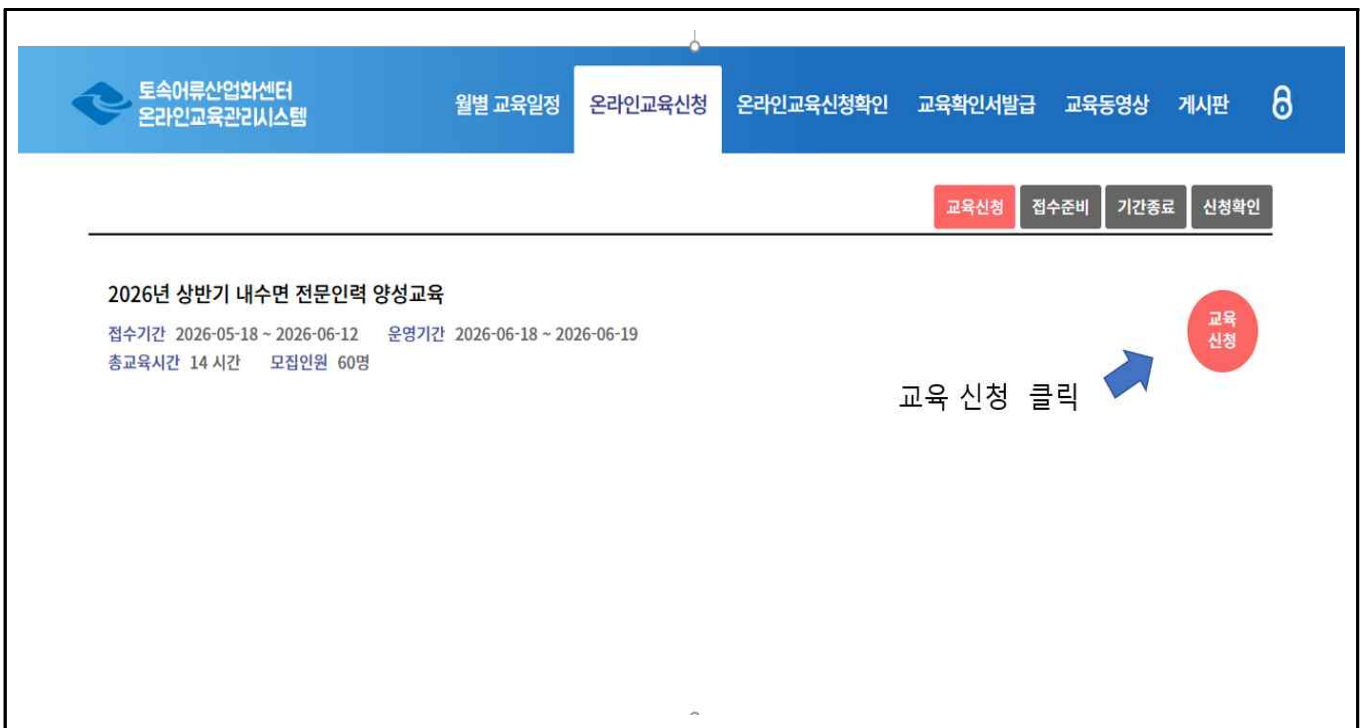 토속어류산업화센터
온라인교육관리시스템
월별 교육일정 온라인교육신청 온라인교육신청확인 교육확인서발급 교육동영상 게시판
교육신청 접수준비 기간종료 신청확인
2026년 상반기 내수면 전문인력 양성교육
접수기간 2026-05-18 ~ 2026-06-12 운영기간 2026-06-18 ~ 2026-06-19
총교육시간 14 시간 모집인원 60명
교육
신청
교육 신청 클릭